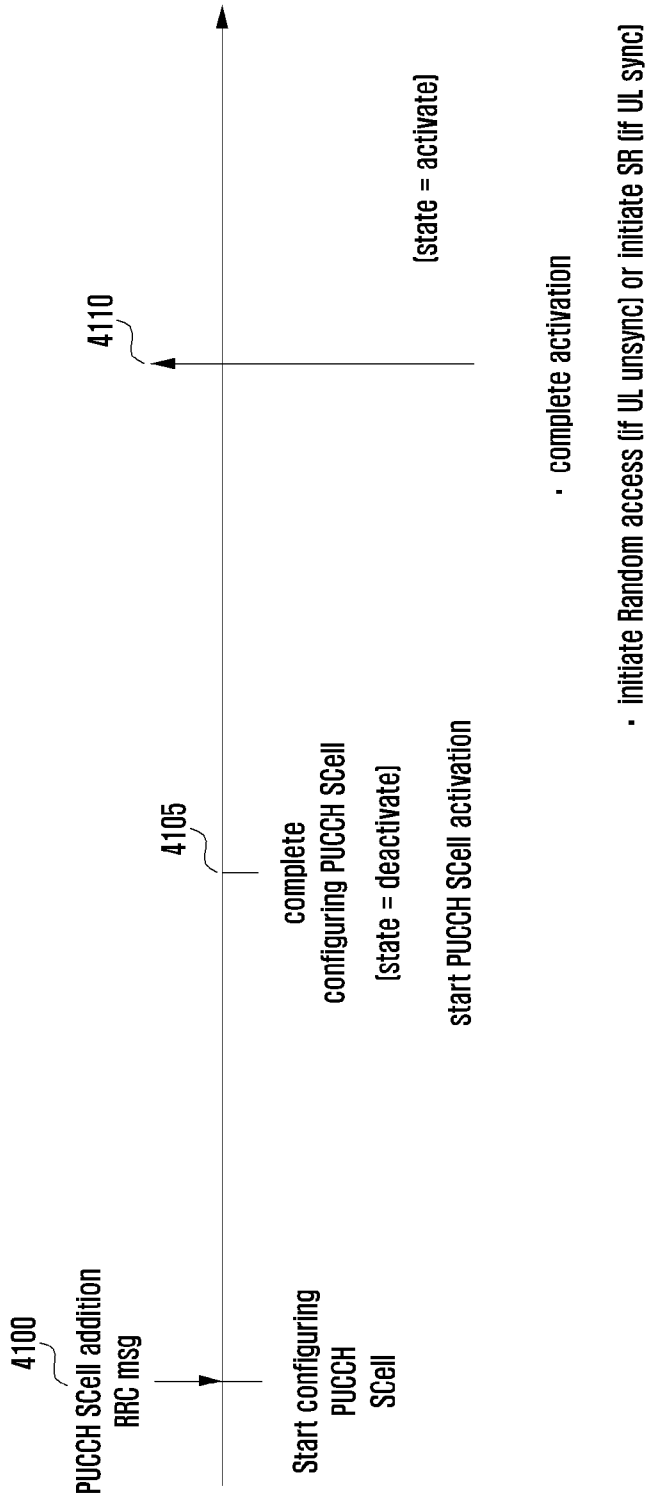 4100
PUCCH SCell addition
RRC msg
Start configuring
PUCCH
SCell
4105
complete
configuring PUCCH SCell
(state = deactivate)
start PUCCH SCell activation
4110
(state = activate)
· complete activation
· initiate Random access (if UL unsync) or initiate SR (if UL sync)